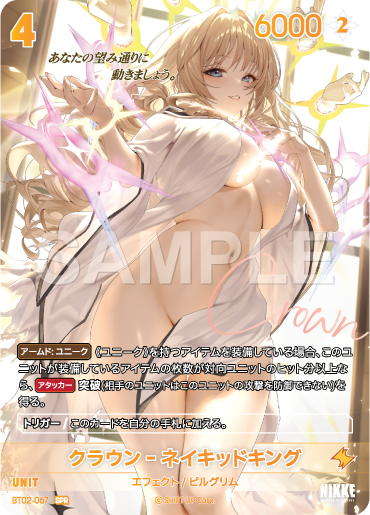 4
6000 2
あなたの望み通りに
動きましょう。
SAMPLE
Crown
アームド: ユニーク 《ユニーク》を持つアイテムを装備している場合、このユ
ニットが装備しているアイテムの枚数が対向ユニットのヒット分以上な
ら、 アタッカー 突破(相手のユニットはこのユニットの攻撃を防御できない)を
得る。
トリガー このカードを自分の手札に加える。
クラウン - ネイキッドキング
UNIT
エフェクト / ピルグリム
BT02-067 SPR
© SHIFT UP Corp.
NIKKE